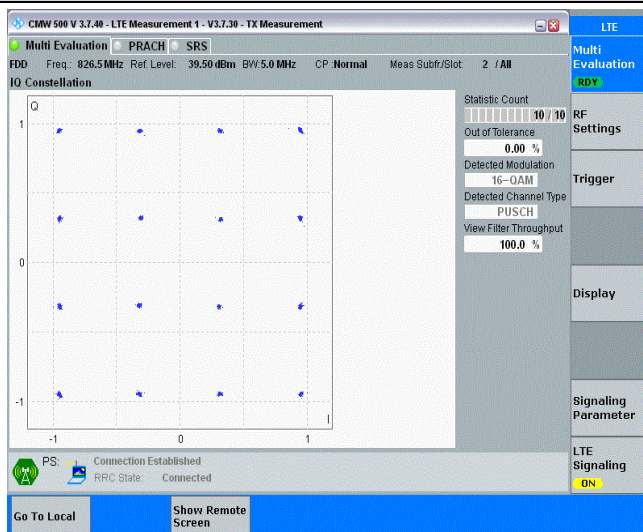 CMW 500 V 3.7.40 - LTE Measurement 1 - V3.7.30 - TX Measurement
LTE
Multi Evaluation PRACH SRS
FDD Freq.: 826.5 MHz Ref. Level: 39.50 dBm BW:5.0 MHz CP :Normal Meas Subfr./Slot: 2 / All
IQ Constellation
Multi
Evaluation
RDY
Q
1
0
-1
-1 0 1
I
Statistic Count
10 / 10
Out of Tolerance
0.00 %
Detected Modulation
16-QAM
Detected Channel Type
PUSCH
View Filter Throughput
100.0 %
RF
Settings
Trigger
Display
Signaling
Parameter
LTE
Signaling
ON
PS: Connection Established
RRC State: Connected
Go To Local
Show Remote
Screen